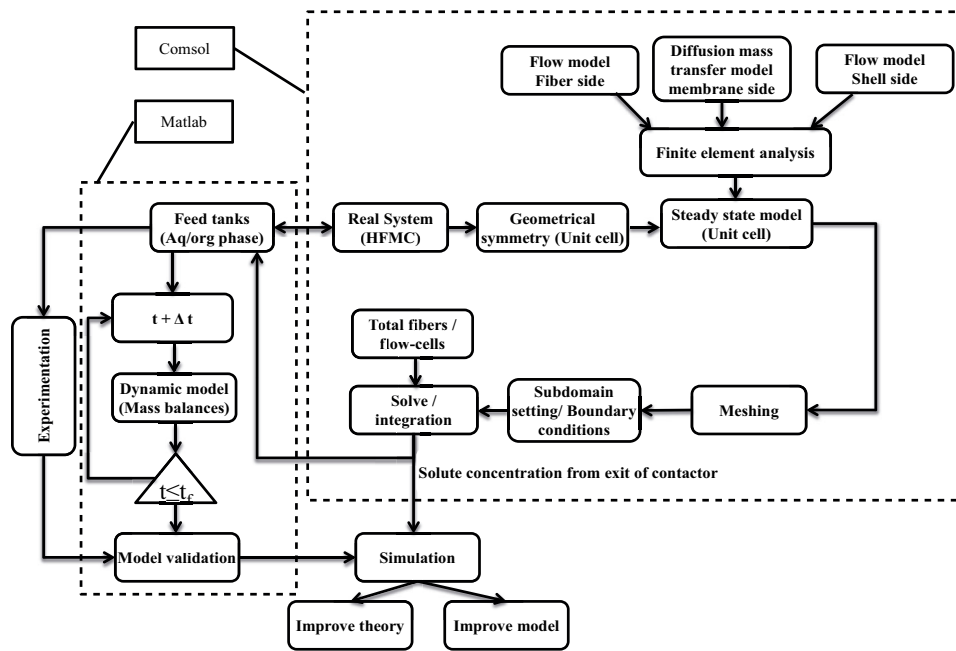 Comsol
Matlab
Flow model
Fiber side
Diffusion mass
transfer model
membrane side
Flow model
Shell side
Finite element analysis
Feed tanks
(Aq/org phase)
Real System
(HFMC)
Geometrical
symmetry (Unit cell)
Steady state model
(Unit cell)
t + Δ t
Total fibers /
flow-cells
Experimentation
Dynamic model
(Mass balances)
Solve /
integration
Subdomain
setting/ Boundary
conditions
Meshing
Solute concentration from exit of contactor
t≤tf
Model validation
Simulation
Improve theory
Improve model